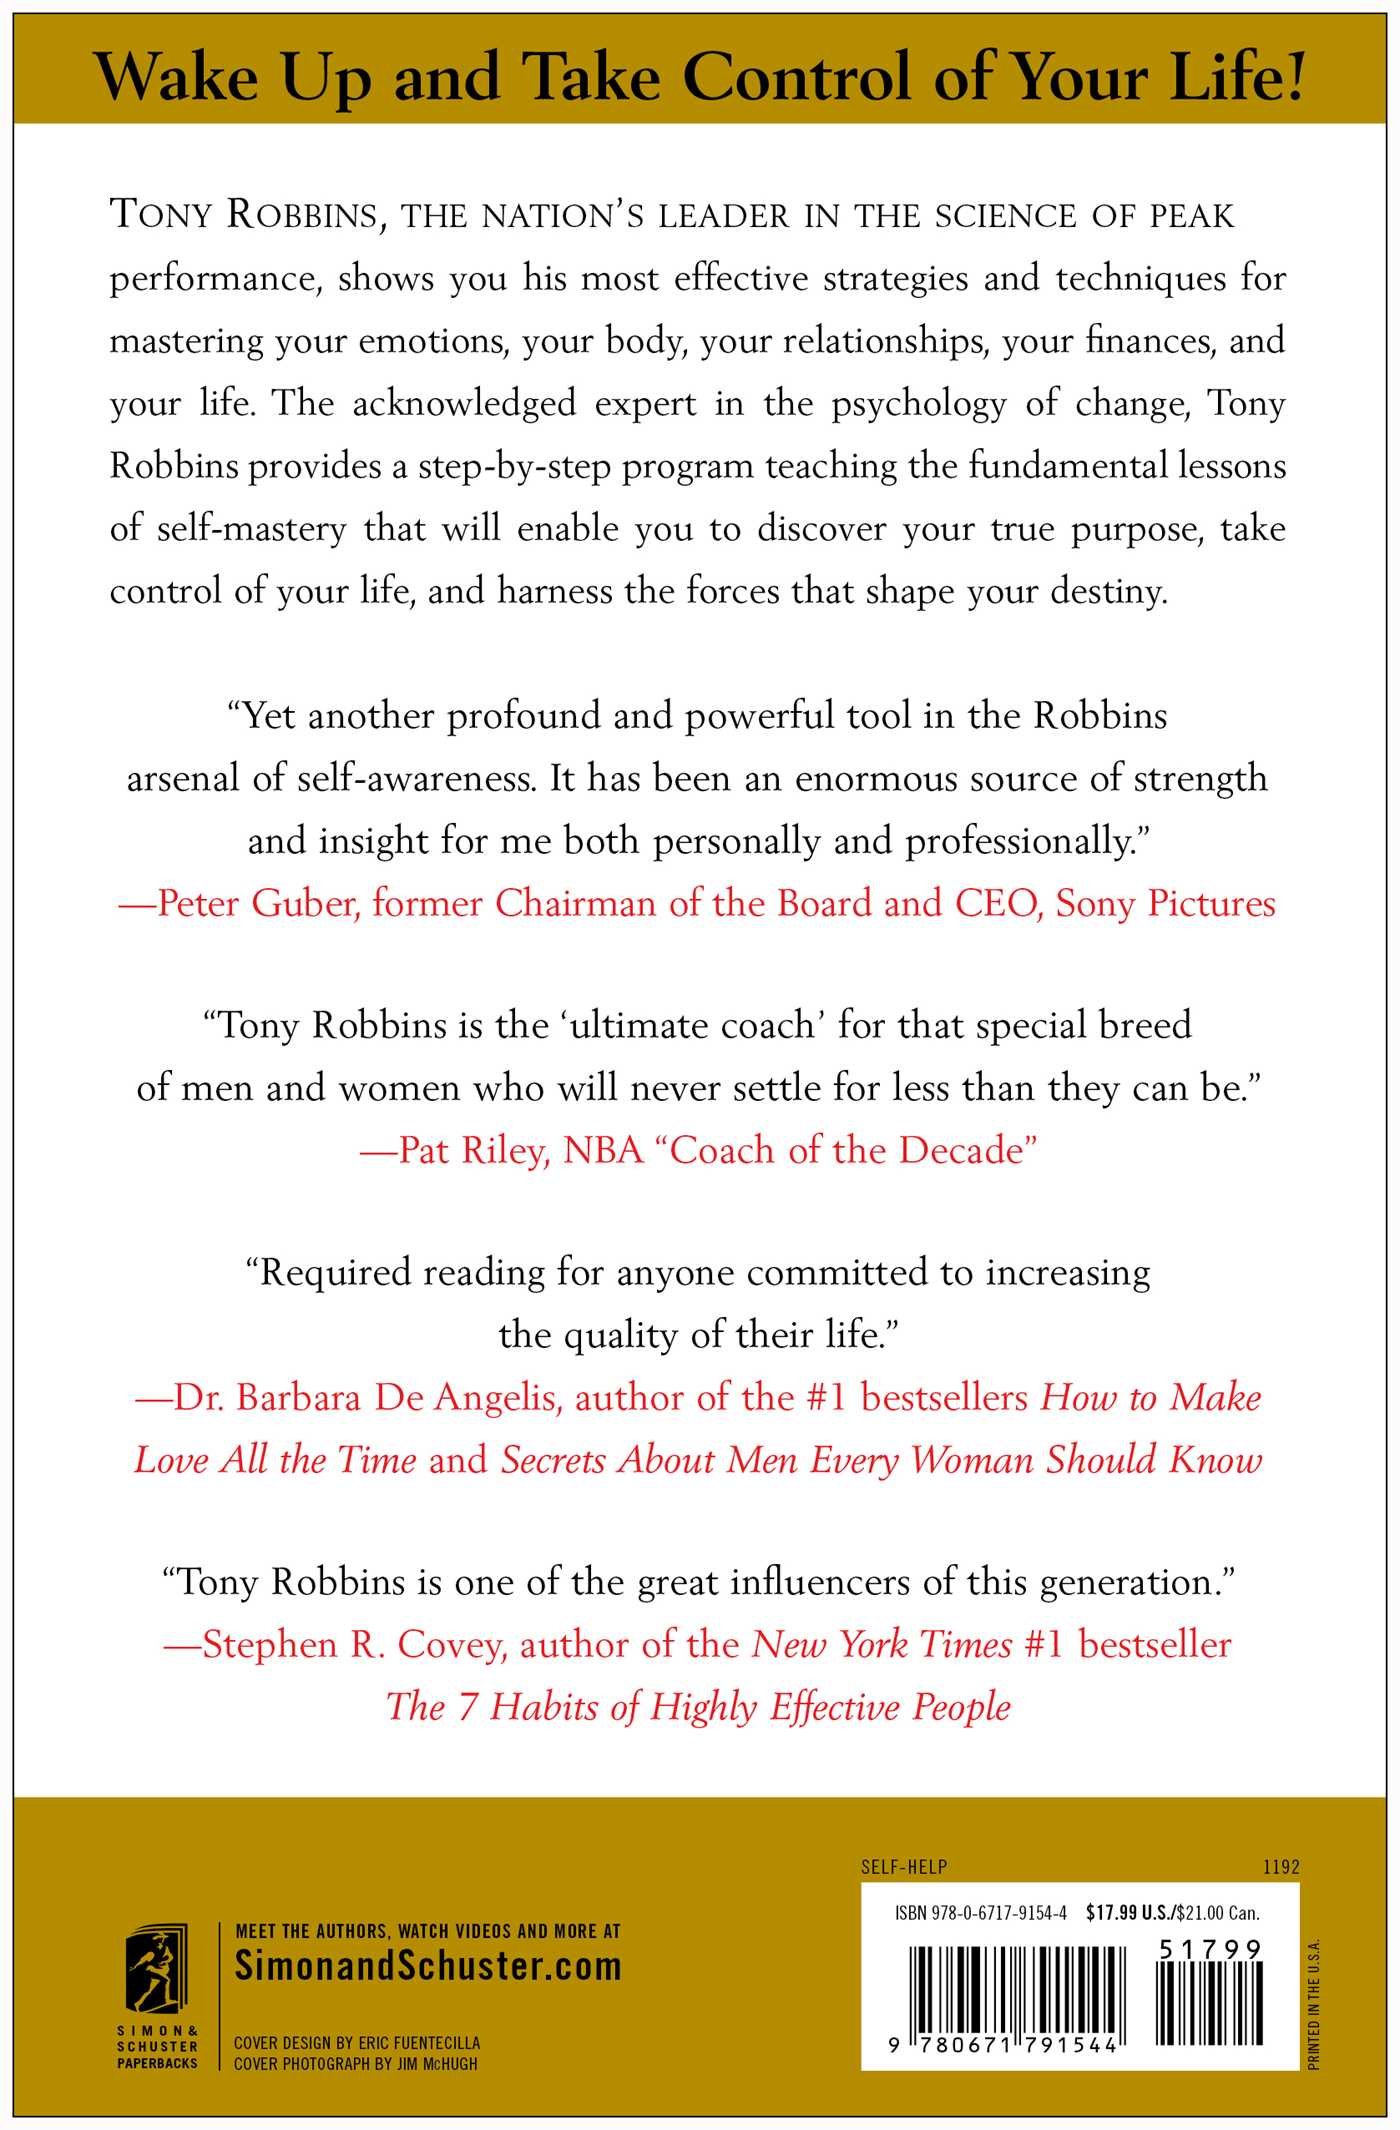 Wake Up and Take Control of Your Life!
TONY ROBBINS, THE NATION’S LEADER IN THE SCIENCE OF PEAK
performance, shows you his most effective strategies and techniques for
mastering your emotions, your body, your relationships, your finances, and
your life. The acknowledged expert in the psychology of change, Tony
Robbins provides a step-by-step program teaching the fundamental lessons
of self-mastery that will enable you to discover your true purpose, take
control of your life, and harness the forces that shape your destiny.
“Yet another profound and powerful tool in the Robbins
arsenal of self-awareness. It has been an enormous source of strength
and insight for me both personally and professionally.”
—Peter Guber, former Chairman of the Board and CEO, Sony Pictures
“Tony Robbins is the ‘ultimate coach’ for that special breed
of men and women who will never settle for less than they can be.”
—Pat Riley, NBA “Coach of the Decade”
“Required reading for anyone committed to increasing
the quality of their life.”
—Dr. Barbara De Angelis, author of the #1 bestsellers How to Make
Love All the Time and Secrets About Men Every Woman Should Know
“Tony Robbins is one of the great influencers of this generation.”
—Stephen R. Covey, author of the New York Times #1 bestseller
The 7 Habits of Highly Effective People
SIMON &
SCHUSTER
PAPERBACKS
MEET THE AUTHORS, WATCH VIDEOS AND MORE AT
SimonandSchuster.com
COVER DESIGN BY ERIC FUENTECILLA
COVER PHOTOGRAPH BY JIM McHUGH
SELF-HELP 1192
ISBN 978-0-6717-9154-4 $17.99 U.S./$21.00 Can.
51799
9 780671 791544
PRINTED IN THE U.S.A.